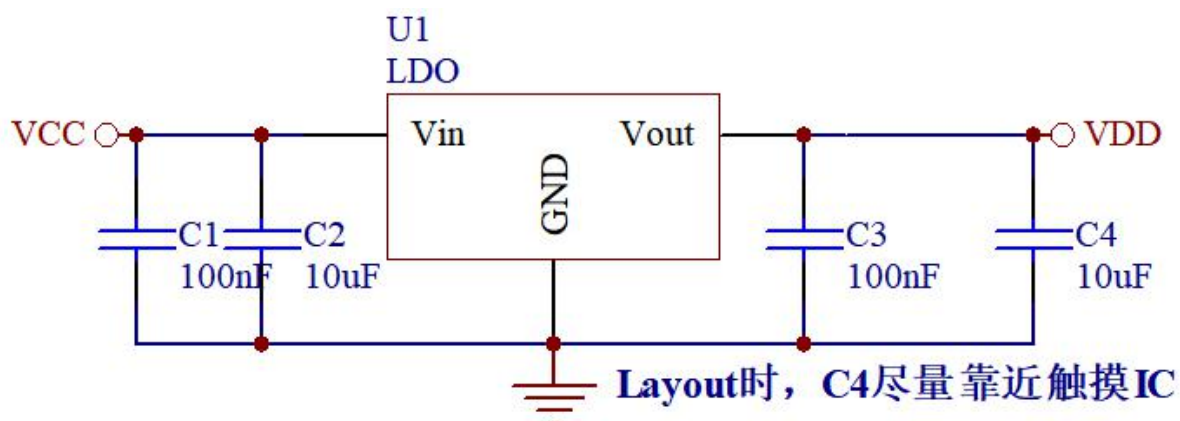 U1
LDO
VCC
Vin
Vout
VDD
GND
C1
100nF
C2
10uF
C3
100nF
C4
10uF
Layout时，C4尽量靠近触摸IC